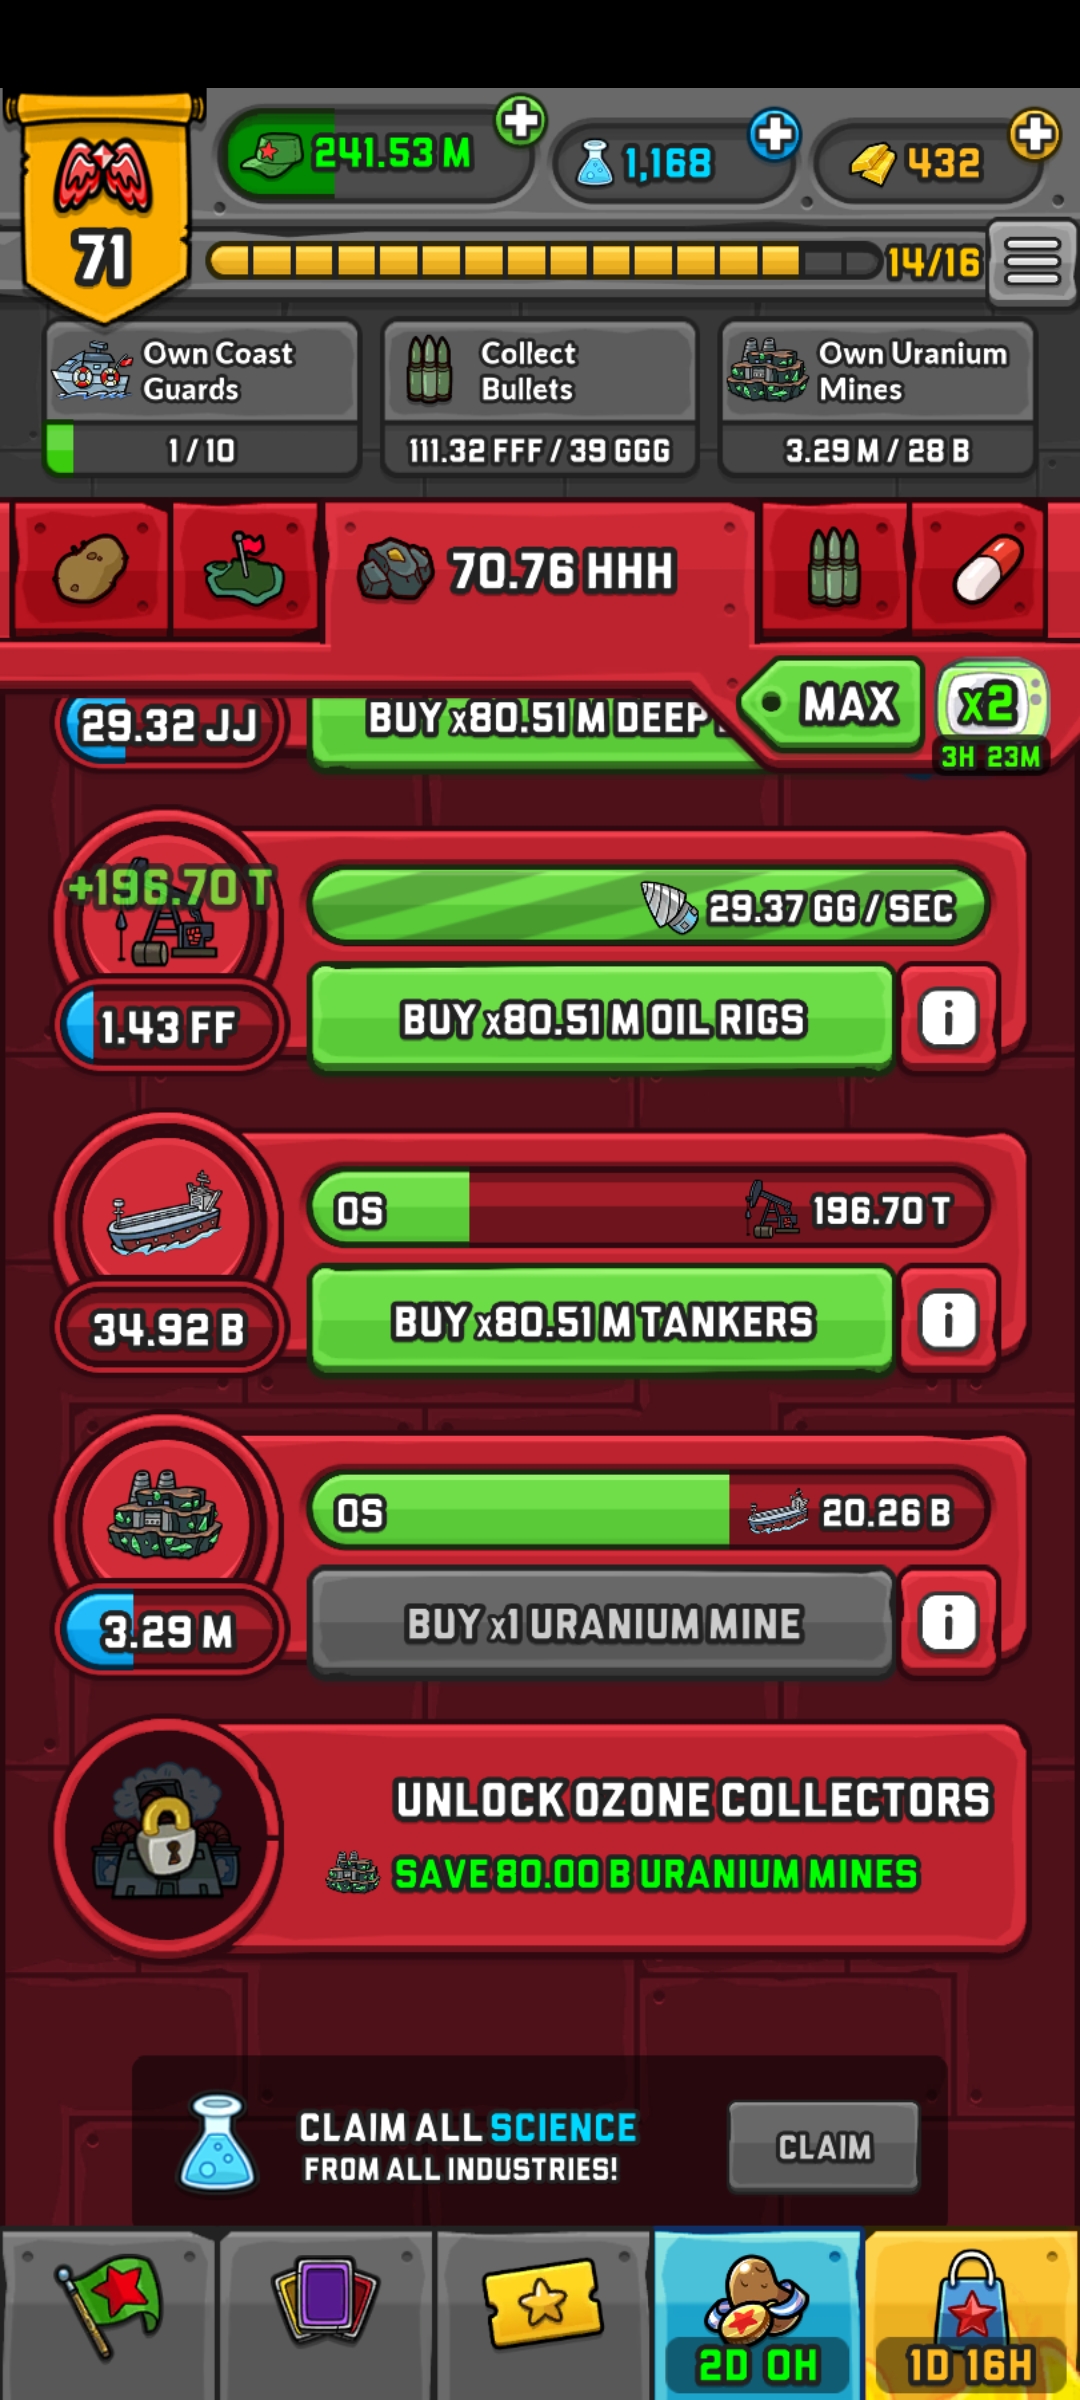 71
241.53 M
1,168
432
14/16
Own Coast
Guards
1 / 10
Collect
Bullets
111.32 FFF / 39 GGG
Own Uranium
Mines
3.29 M / 28 B
70.76 HHH
MAX
x2
3H 23M
29.32 JJ
BUY x80.51 M DEEP
+196.70 T
29.37 GG / SEC
1.43 FF
BUY x80.51 M OIL RIGS
i
0S
196.70 T
34.92 B
BUY x80.51 M TANKERS
i
0S
20.26 B
3.29 M
BUY x1 URANIUM MINE
i
UNLOCK OZONE COLLECTORS
SAVE 80.00 B URANIUM MINES
CLAIM ALL SCIENCE
FROM ALL INDUSTRIES!
CLAIM
2D 0H
1D 16H